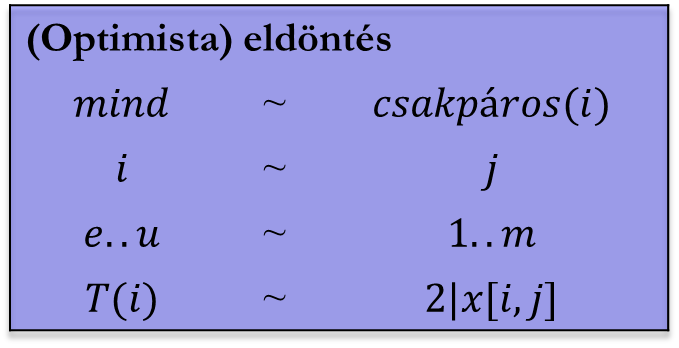 (Optimista) eldöntés
mind ~ csakpáros(i)
i ~ j
e..u ~ 1..m
T(i) ~ 2|x[i,j]